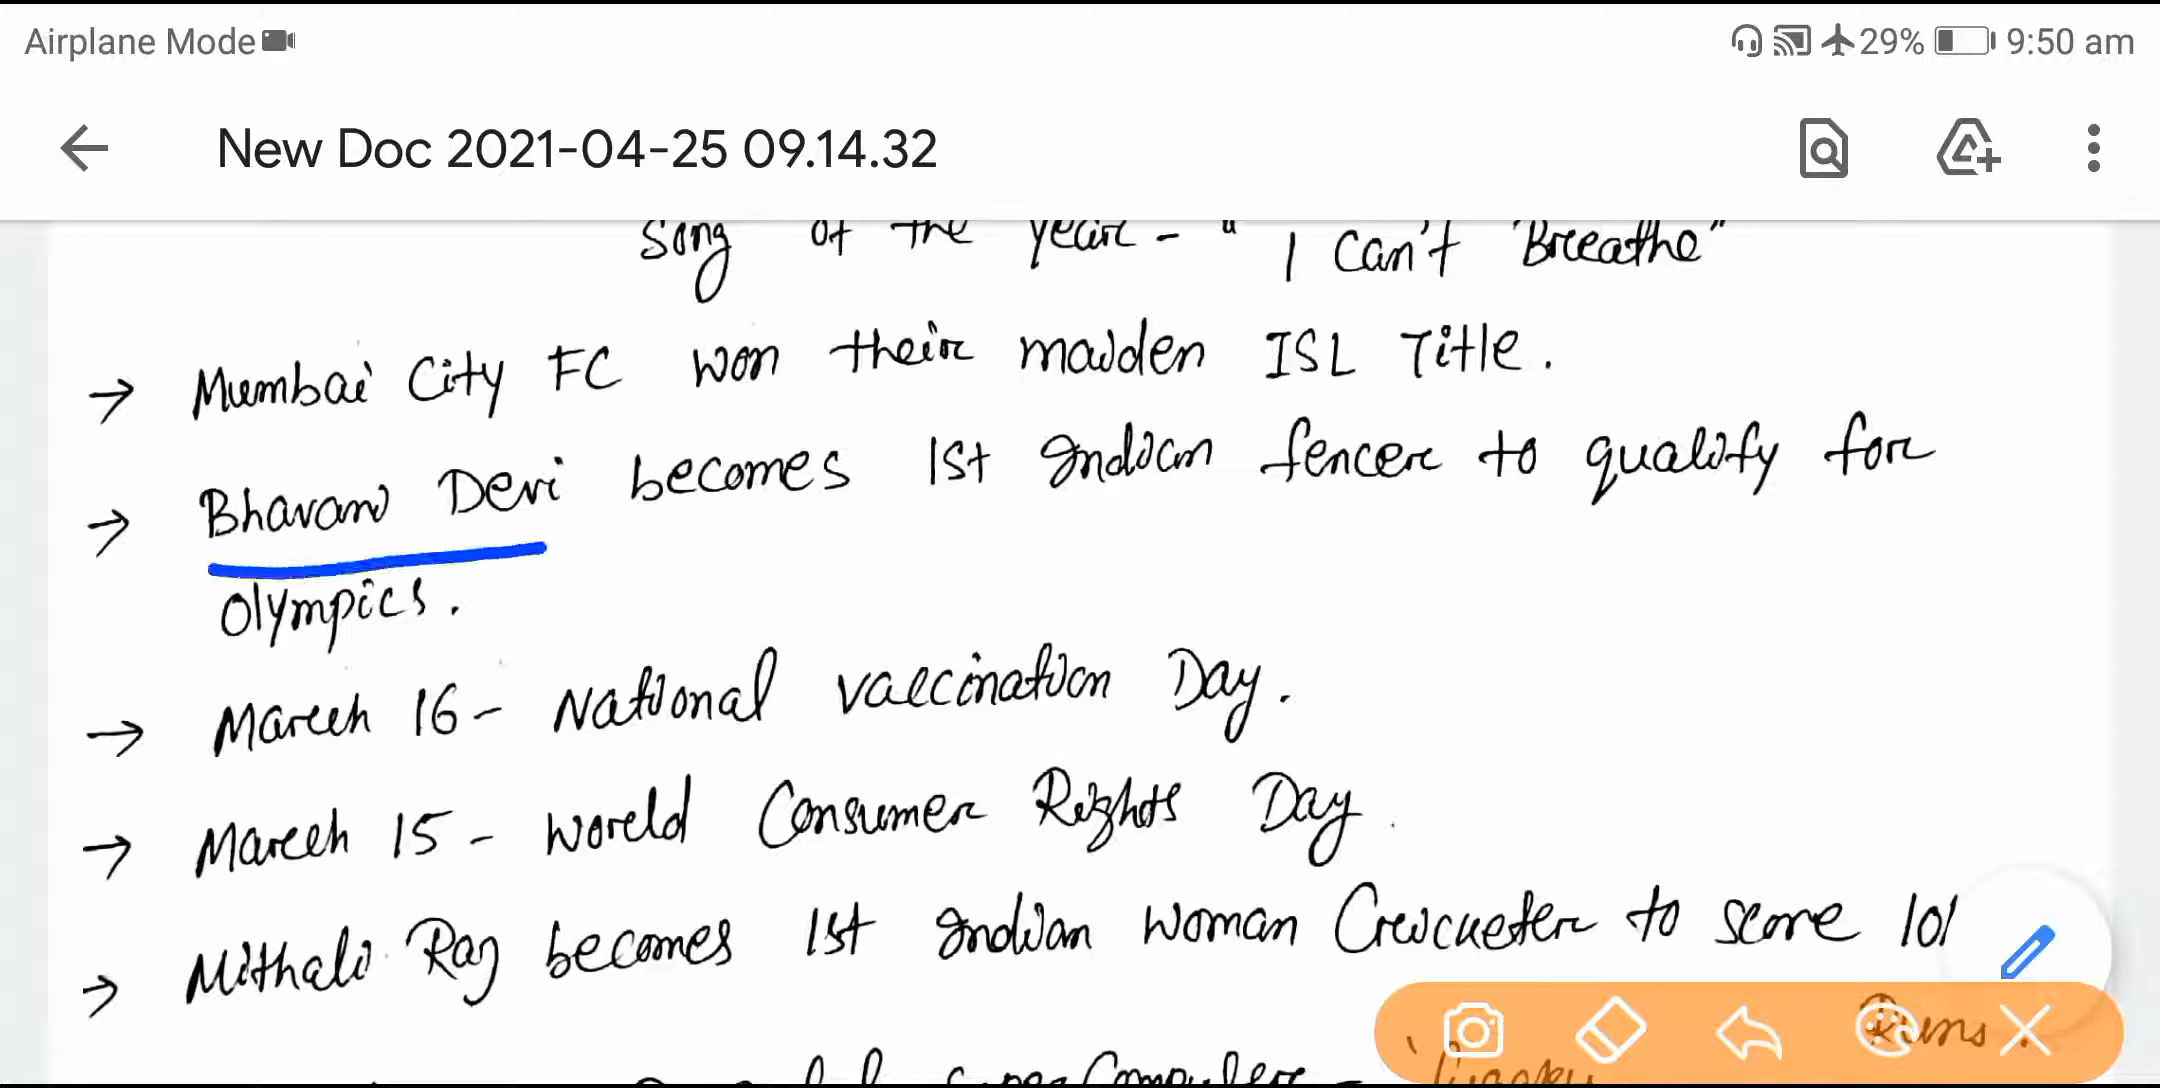 Airplane Mode 29% 9:50 am
New Doc 2021-04-25 09.14.32
Song of the year - " I Can't Breathe"
→ Mumbai City FC won their maiden ISL Title.
→ Bhavani Devi becomes 1st Indian fencer to qualify for
Olympics.
→ March 16 - National vaccination Day.
→ March 15 - World Consumer Rights Day.
→ Mithali Raj becomes 1st Indian woman Cricketer to score 10k
Runs.